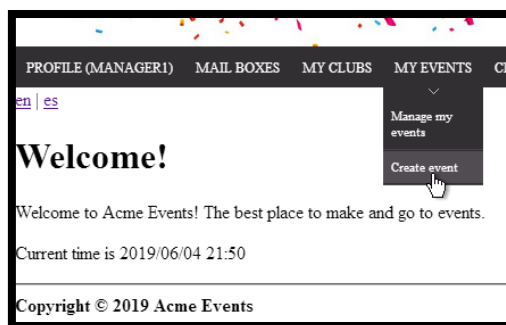 PROFILE (MANAGER1) MAIL BOXES MY CLUBS MY EVENTS
en | es
Manage my
events
Welcome!
Create event
Welcome to Acme Events! The best place to make and go to events.
Current time is 2019/06/04 21:50
Copyright © 2019 Acme Events